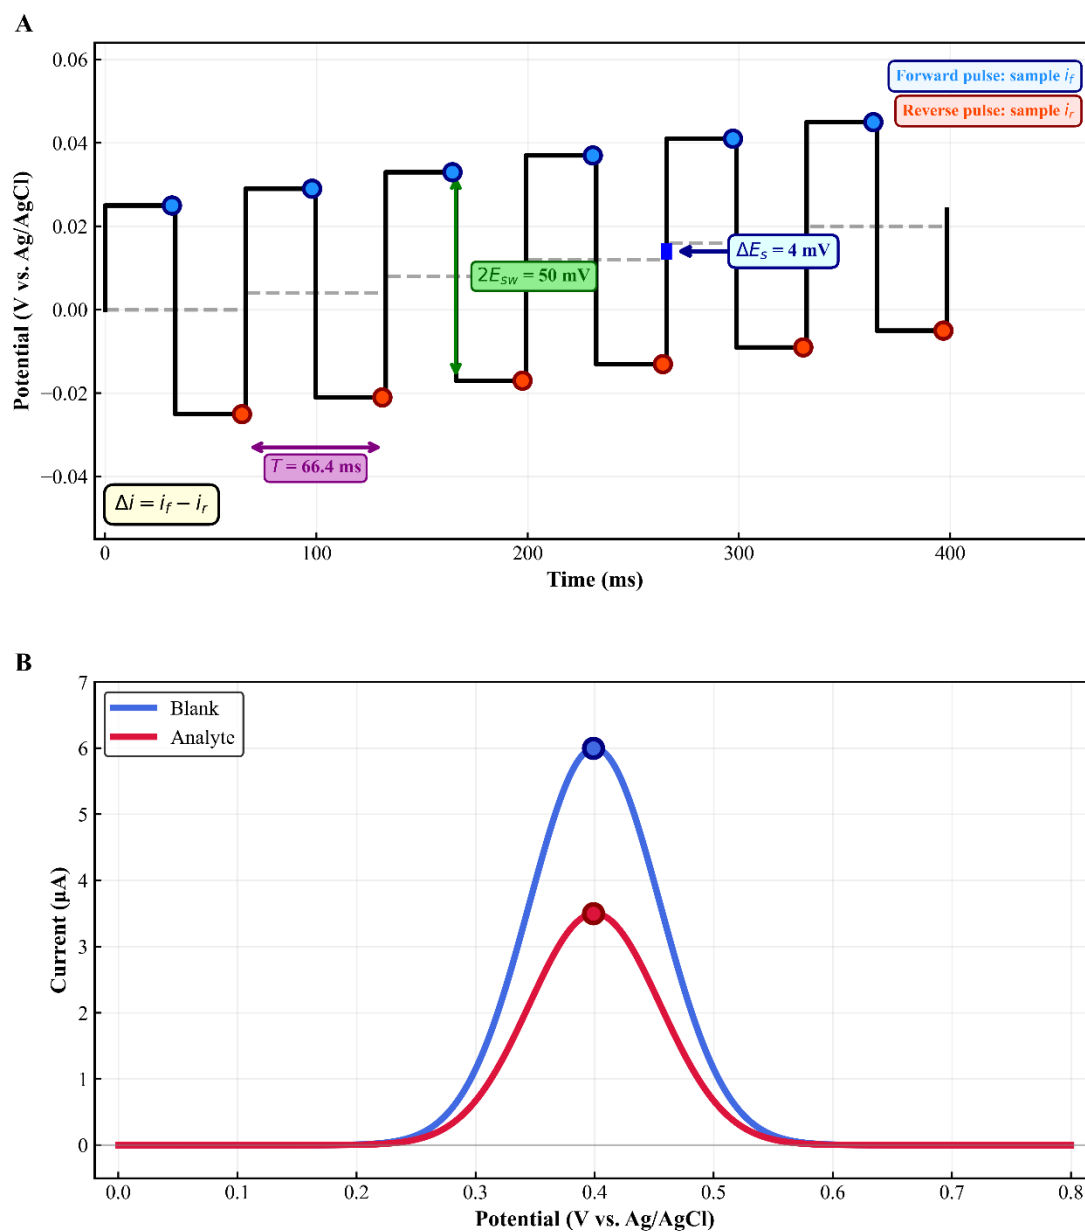 A
0.06
0.04
0.02
0.00
−0.02
−0.04
Potential (V vs. Ag/AgCl)
Forward pulse: sample i_f
Reverse pulse: sample i_r
2E_SW = 50 mV
ΔE_s = 4 mV
T = 66.4 ms
Δi = i_f − i_r
0 100 200 300 400
Time (ms)
B
7
6
5
4
3
2
1
0
Current (µA)
Blank
Analyte
0.0 0.1 0.2 0.3 0.4 0.5 0.6 0.7 0.8
Potential (V vs. Ag/AgCl)